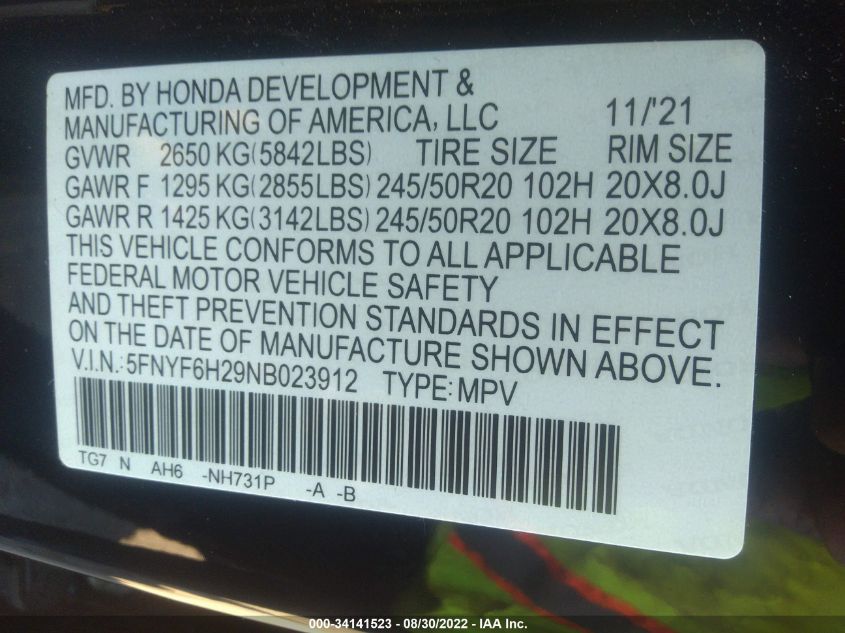 MFD. BY HONDA DEVELOPMENT &
MANUFACTURING OF AMERICA, LLC 11/'21
GVWR 2650 KG(5842LBS) TIRE SIZE RIM SIZE
GAWR F 1295 KG(2855LBS) 245/50R20 102H 20X8.0J
GAWR R 1425 KG(3142LBS) 245/50R20 102H 20X8.0J
THIS VEHICLE CONFORMS TO ALL APPLICABLE
FEDERAL MOTOR VEHICLE SAFETY
AND THEFT PREVENTION STANDARDS IN EFFECT
ON THE DATE OF MANUFACTURE SHOWN ABOVE.
V.I.N.: 5FNYF6H29NB023912 TYPE: MPV
TG7 N AH6 -NH731P -A -B
000-34141523 - 08/30/2022 - IAA Inc.